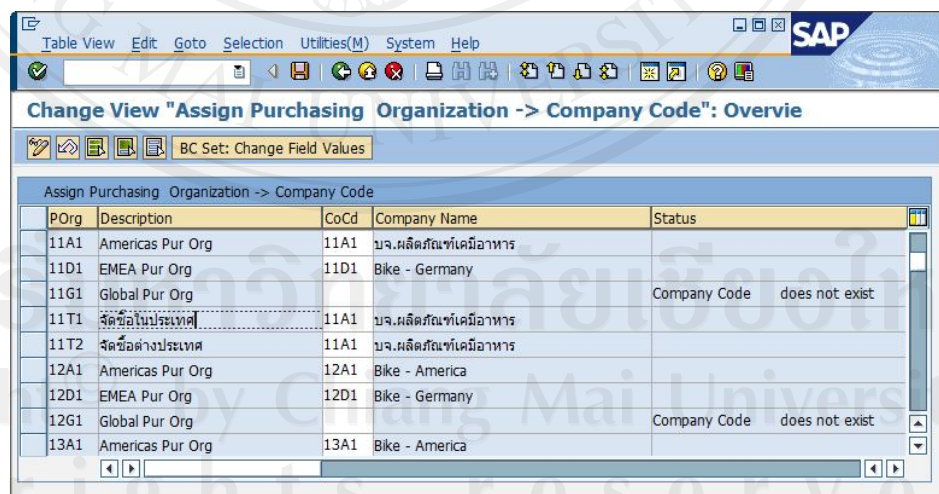 Table View Edit Goto Selection Utilities(M) System Help
SAP
Change View "Assign Purchasing Organization -> Company Code": Overvie
BC Set: Change Field Values
Assign Purchasing Organization -> Company Code
POrg Description CoCd Company Name Status
11A1 Americas Pur Org 11A1 บจ.ผลิตภัณฑ์เคมีอาหาร
11D1 EMEA Pur Org 11D1 Bike - Germany
11G1 Global Pur Org Company Code does not exist
11T1 จัดซื้อในประเทศ 11A1 บจ.ผลิตภัณฑ์เคมีอาหาร
11T2 จัดซื้อต่างประเทศ 11A1 บจ.ผลิตภัณฑ์เคมีอาหาร
12A1 Americas Pur Org 12A1 Bike - America
12D1 EMEA Pur Org 12D1 Bike - Germany
12G1 Global Pur Org Company Code does not exist
13A1 Americas Pur Org 13A1 Bike - America